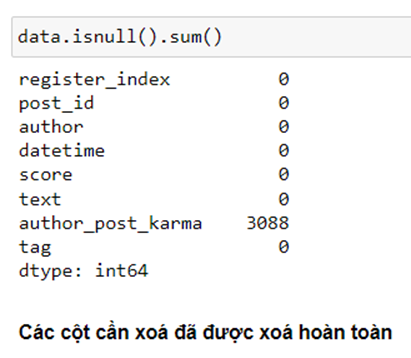 data.isnull().sum()
register_index 0
post_id 0
author 0
datetime 0
score 0
text 0
author_post_karma 3088
tag 0
dtype: int64
Các cột cần xoá đã được xoá hoàn toàn